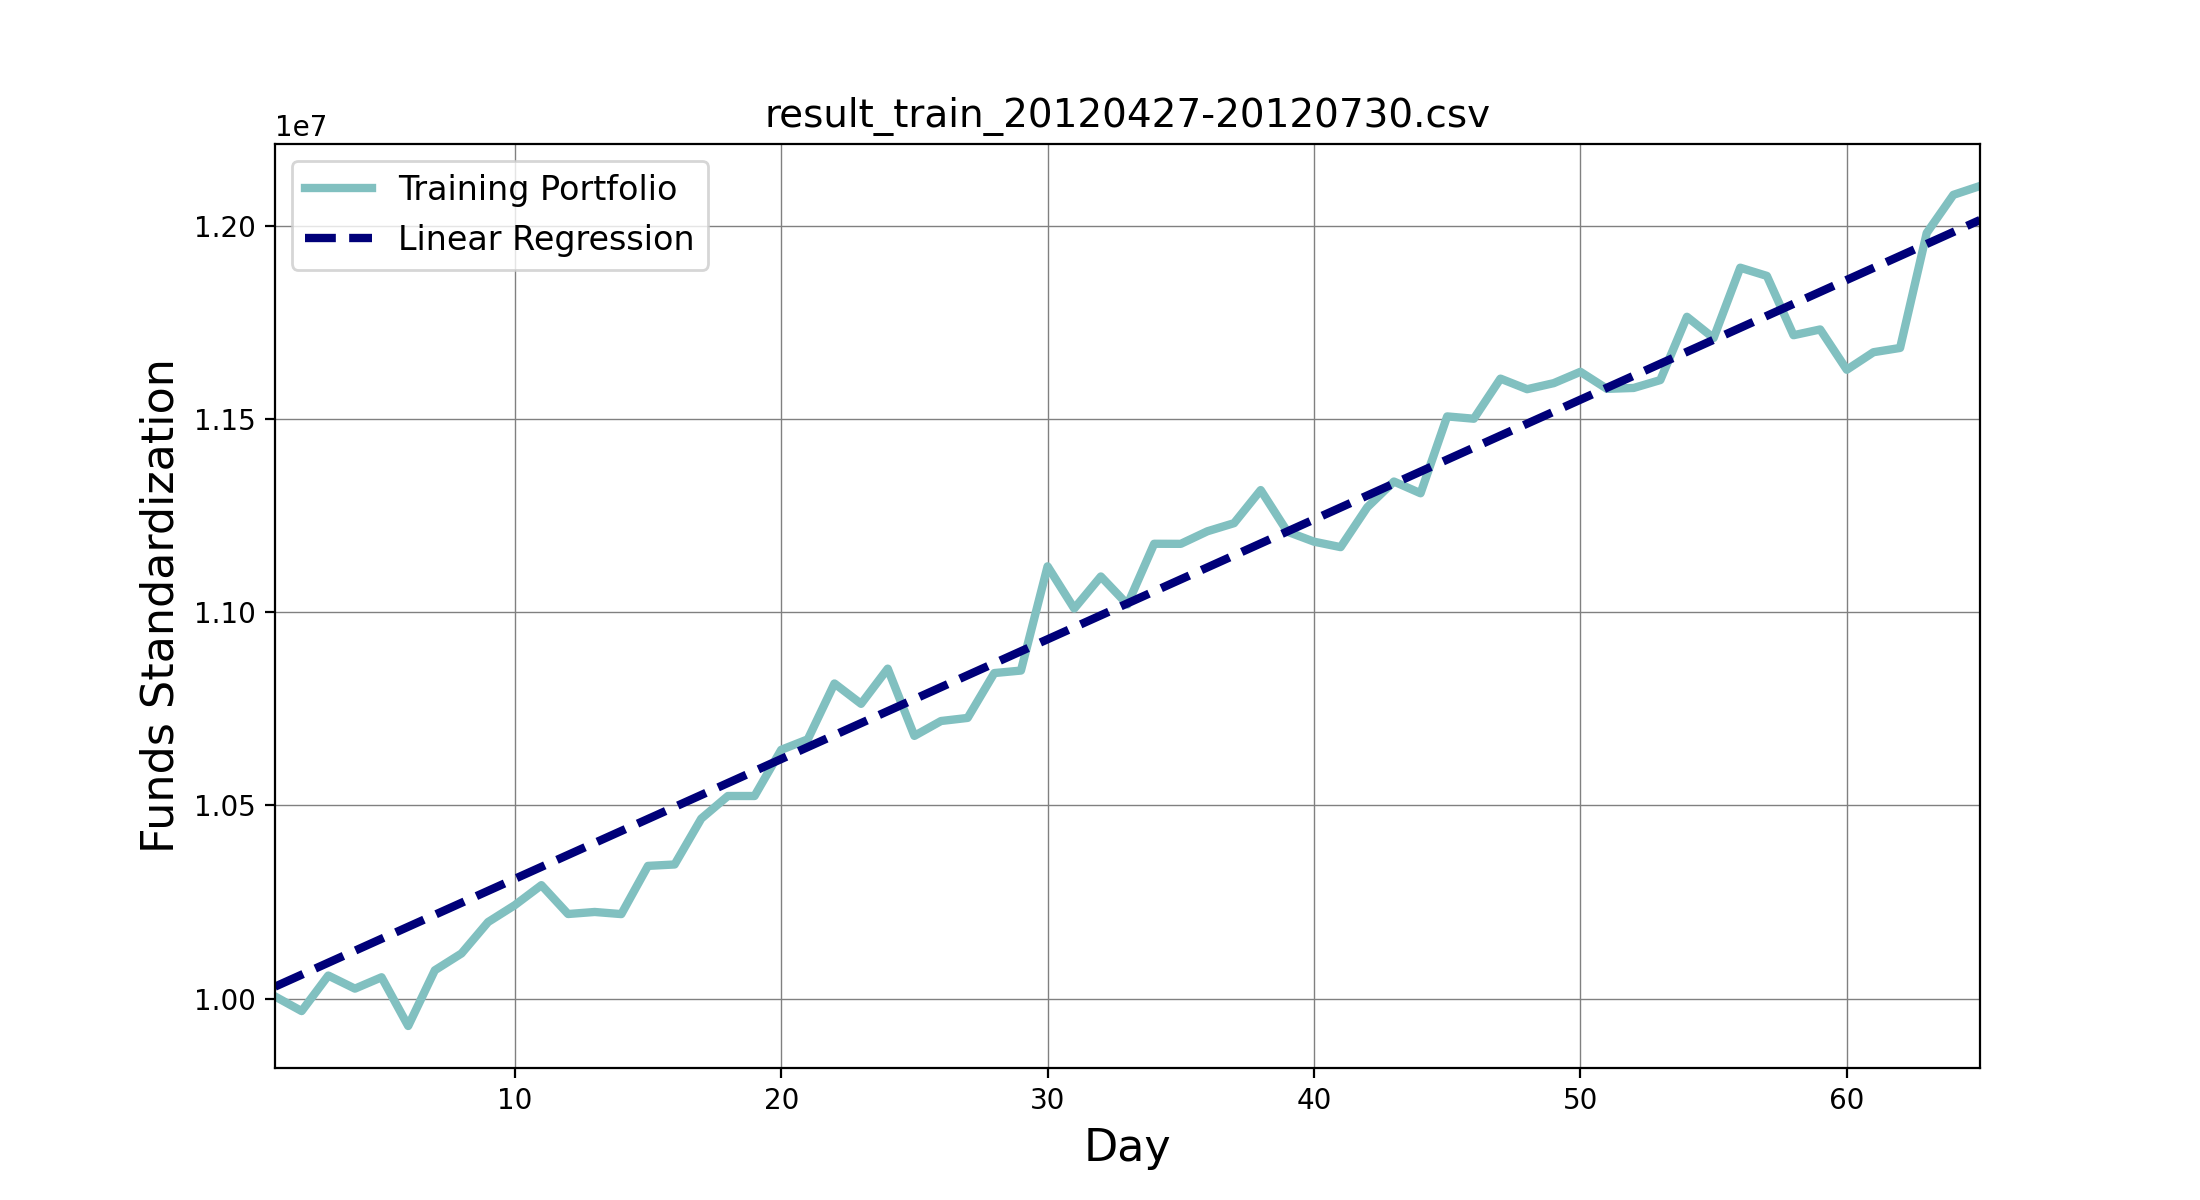 result_train_20120427-20120730.csv
1e7
Training Portfolio
Linear Regression
1.20
1.15
1.10
1.05
1.00
Funds Standardization
10 20 30 40 50 60
Day